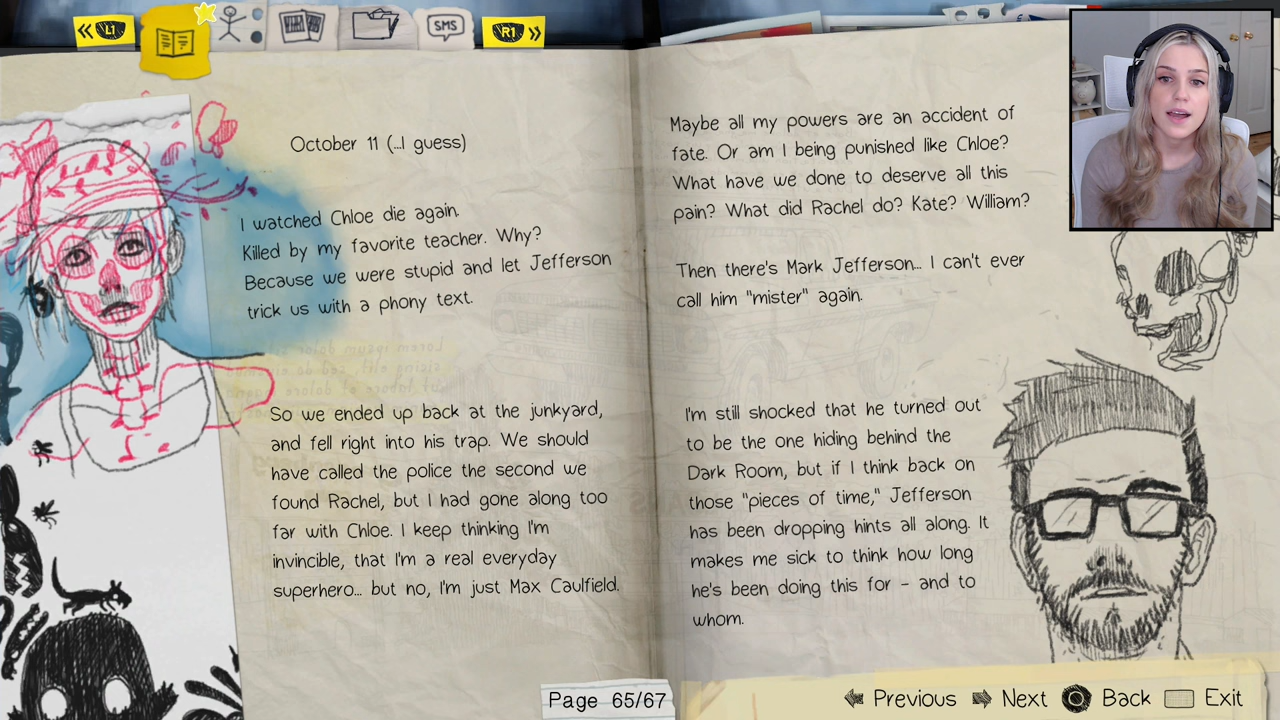 L1
SMS
R1
October 11 (...I guess)
I watched Chloe die again.
Killed by my favorite teacher. Why?
Because we were stupid and let Jefferson
trick us with a phony text.
So we ended up back at the junkyard,
and fell right into his trap. We should
have called the police the second we
found Rachel, but I had gone along too
far with Chloe. I keep thinking I'm
invincible, that I'm a real everyday
superhero... but no, I'm just Max Caulfield.
Maybe all my powers are an accident of
fate. Or am I being punished like Chloe?
What have we done to deserve all this
pain? What did Rachel do? Kate? William?
Then there's Mark Jefferson... I can't ever
call him "mister" again.
I'm still shocked that he turned out
to be the one hiding behind the
Dark Room, but if I think back on
those "pieces of time," Jefferson
has been dropping hints all along. It
makes me sick to think how long
he's been doing this for - and to
whom.
Page 65/67
Previous Next Back Exit